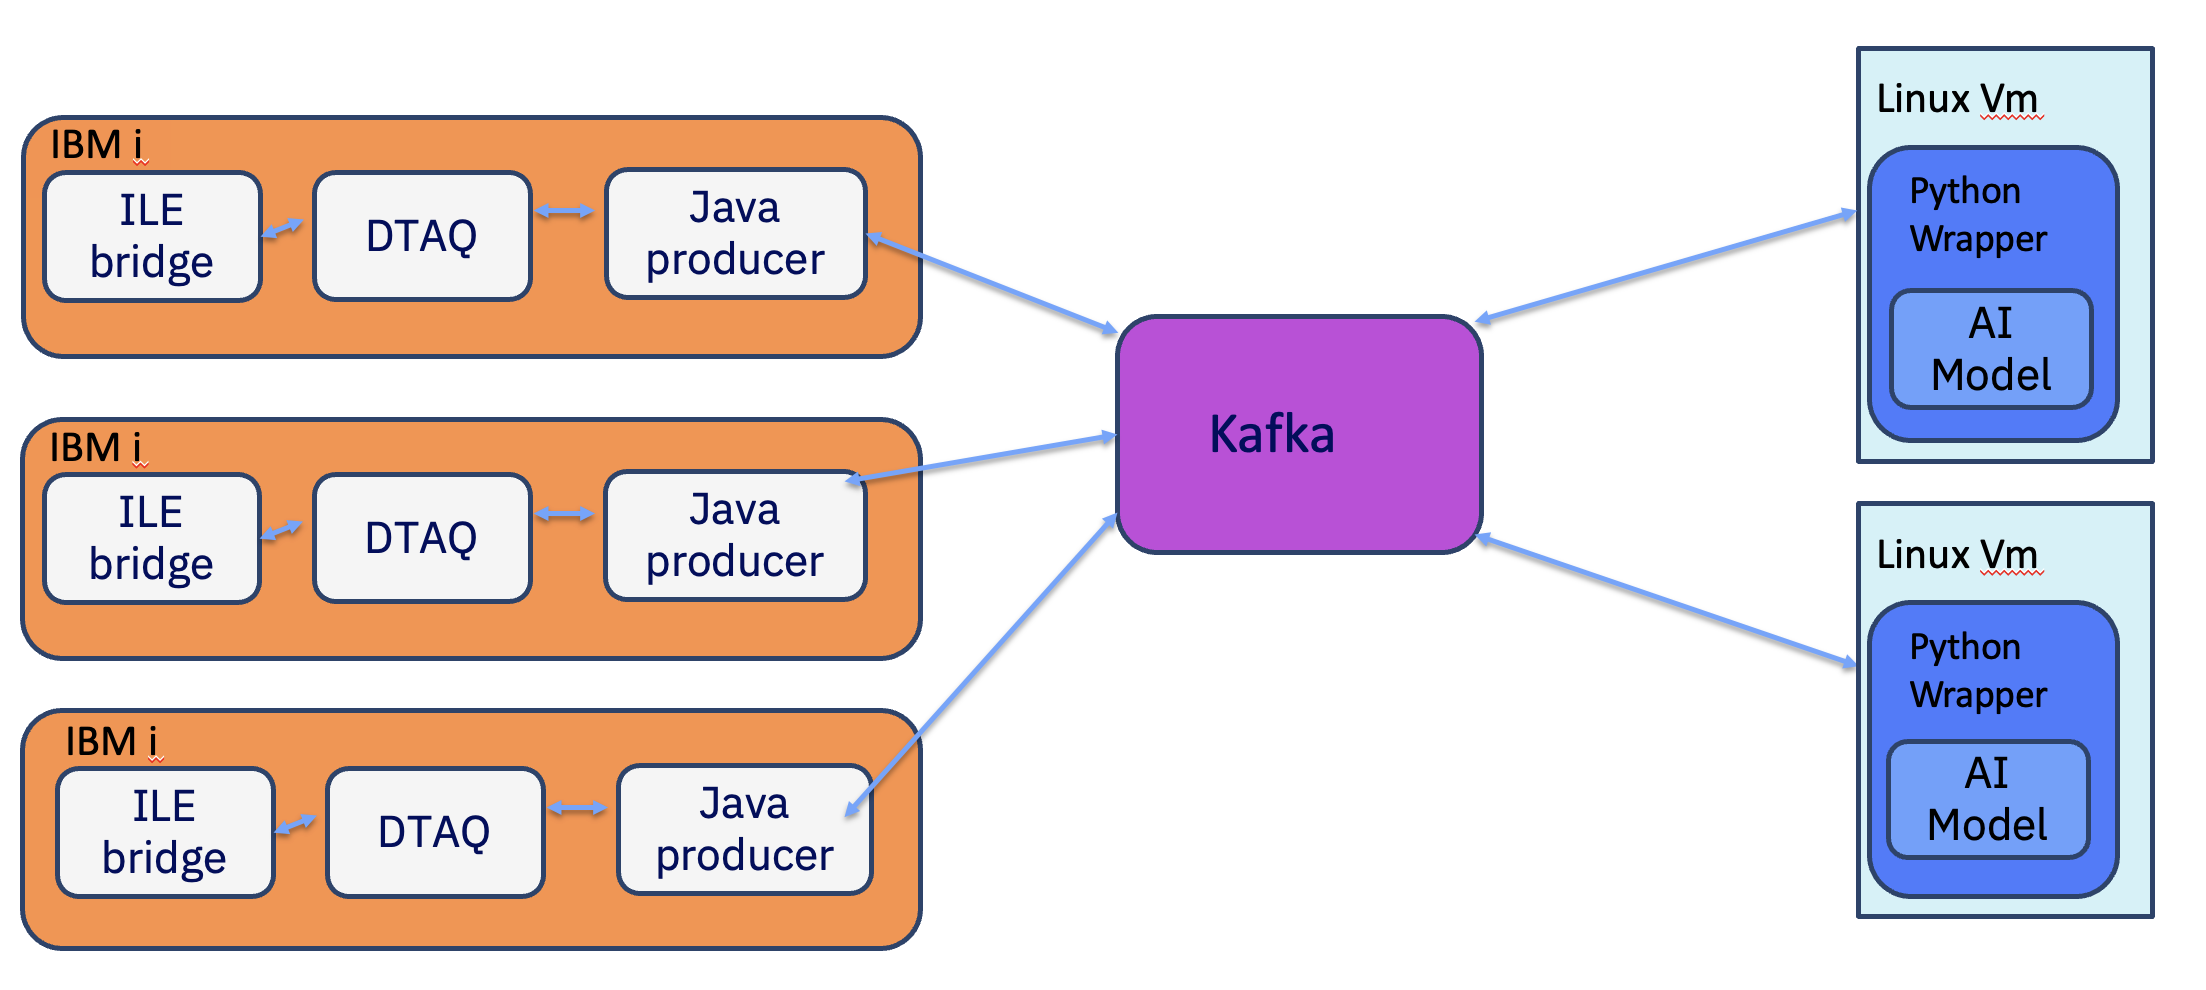 IBM i
ILE
bridge
DTAQ
Java
producer
IBM i
ILE
bridge
DTAQ
Java
producer
IBM i
ILE
bridge
DTAQ
Java
producer
Kafka
Linux Vm
Python
Wrapper
AI
Model
Linux Vm
Python
Wrapper
AI
Model